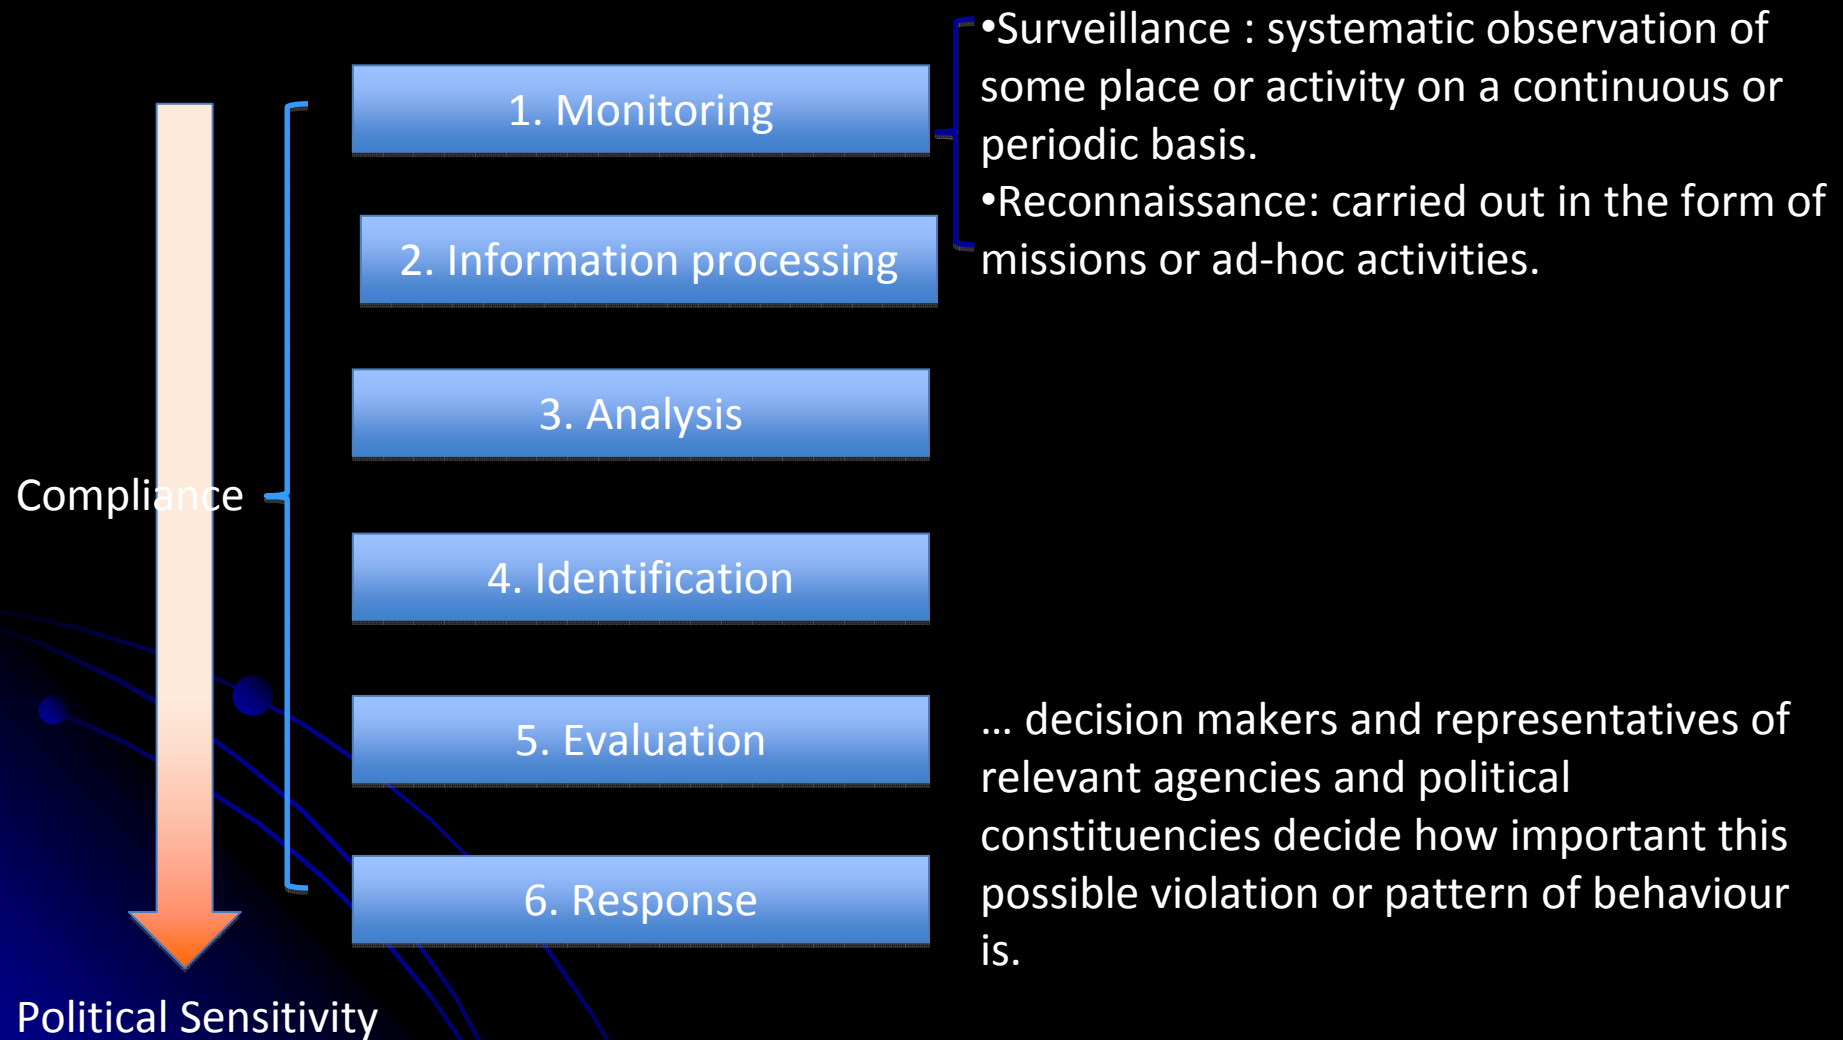 •Surveillance : systematic observation of
some place or activity on a continuous or
periodic basis.
•Reconnaissance: carried out in the form of
missions or ad-hoc activities.
1. Monitoring
2. Information processing
3. Analysis
Compliance
4. Identification
5. Evaluation
… decision makers and representatives of
relevant agencies and political
constituencies decide how important this
possible violation or pattern of behaviour
is.
6. Response
Political Sensitivity